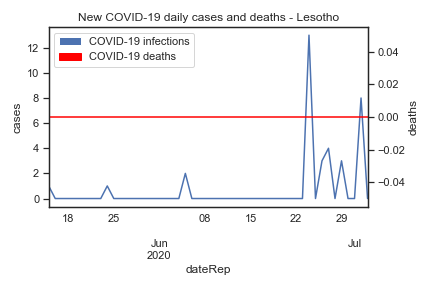 New COVID-19 daily cases and deaths - Lesotho
COVID-19 infections
COVID-19 deaths
cases
12
10
8
6
4
2
0
0.04
0.02
0.00
−0.02
−0.04
deaths
18 25 08 15 22 29
Jun Jul
2020
dateRep